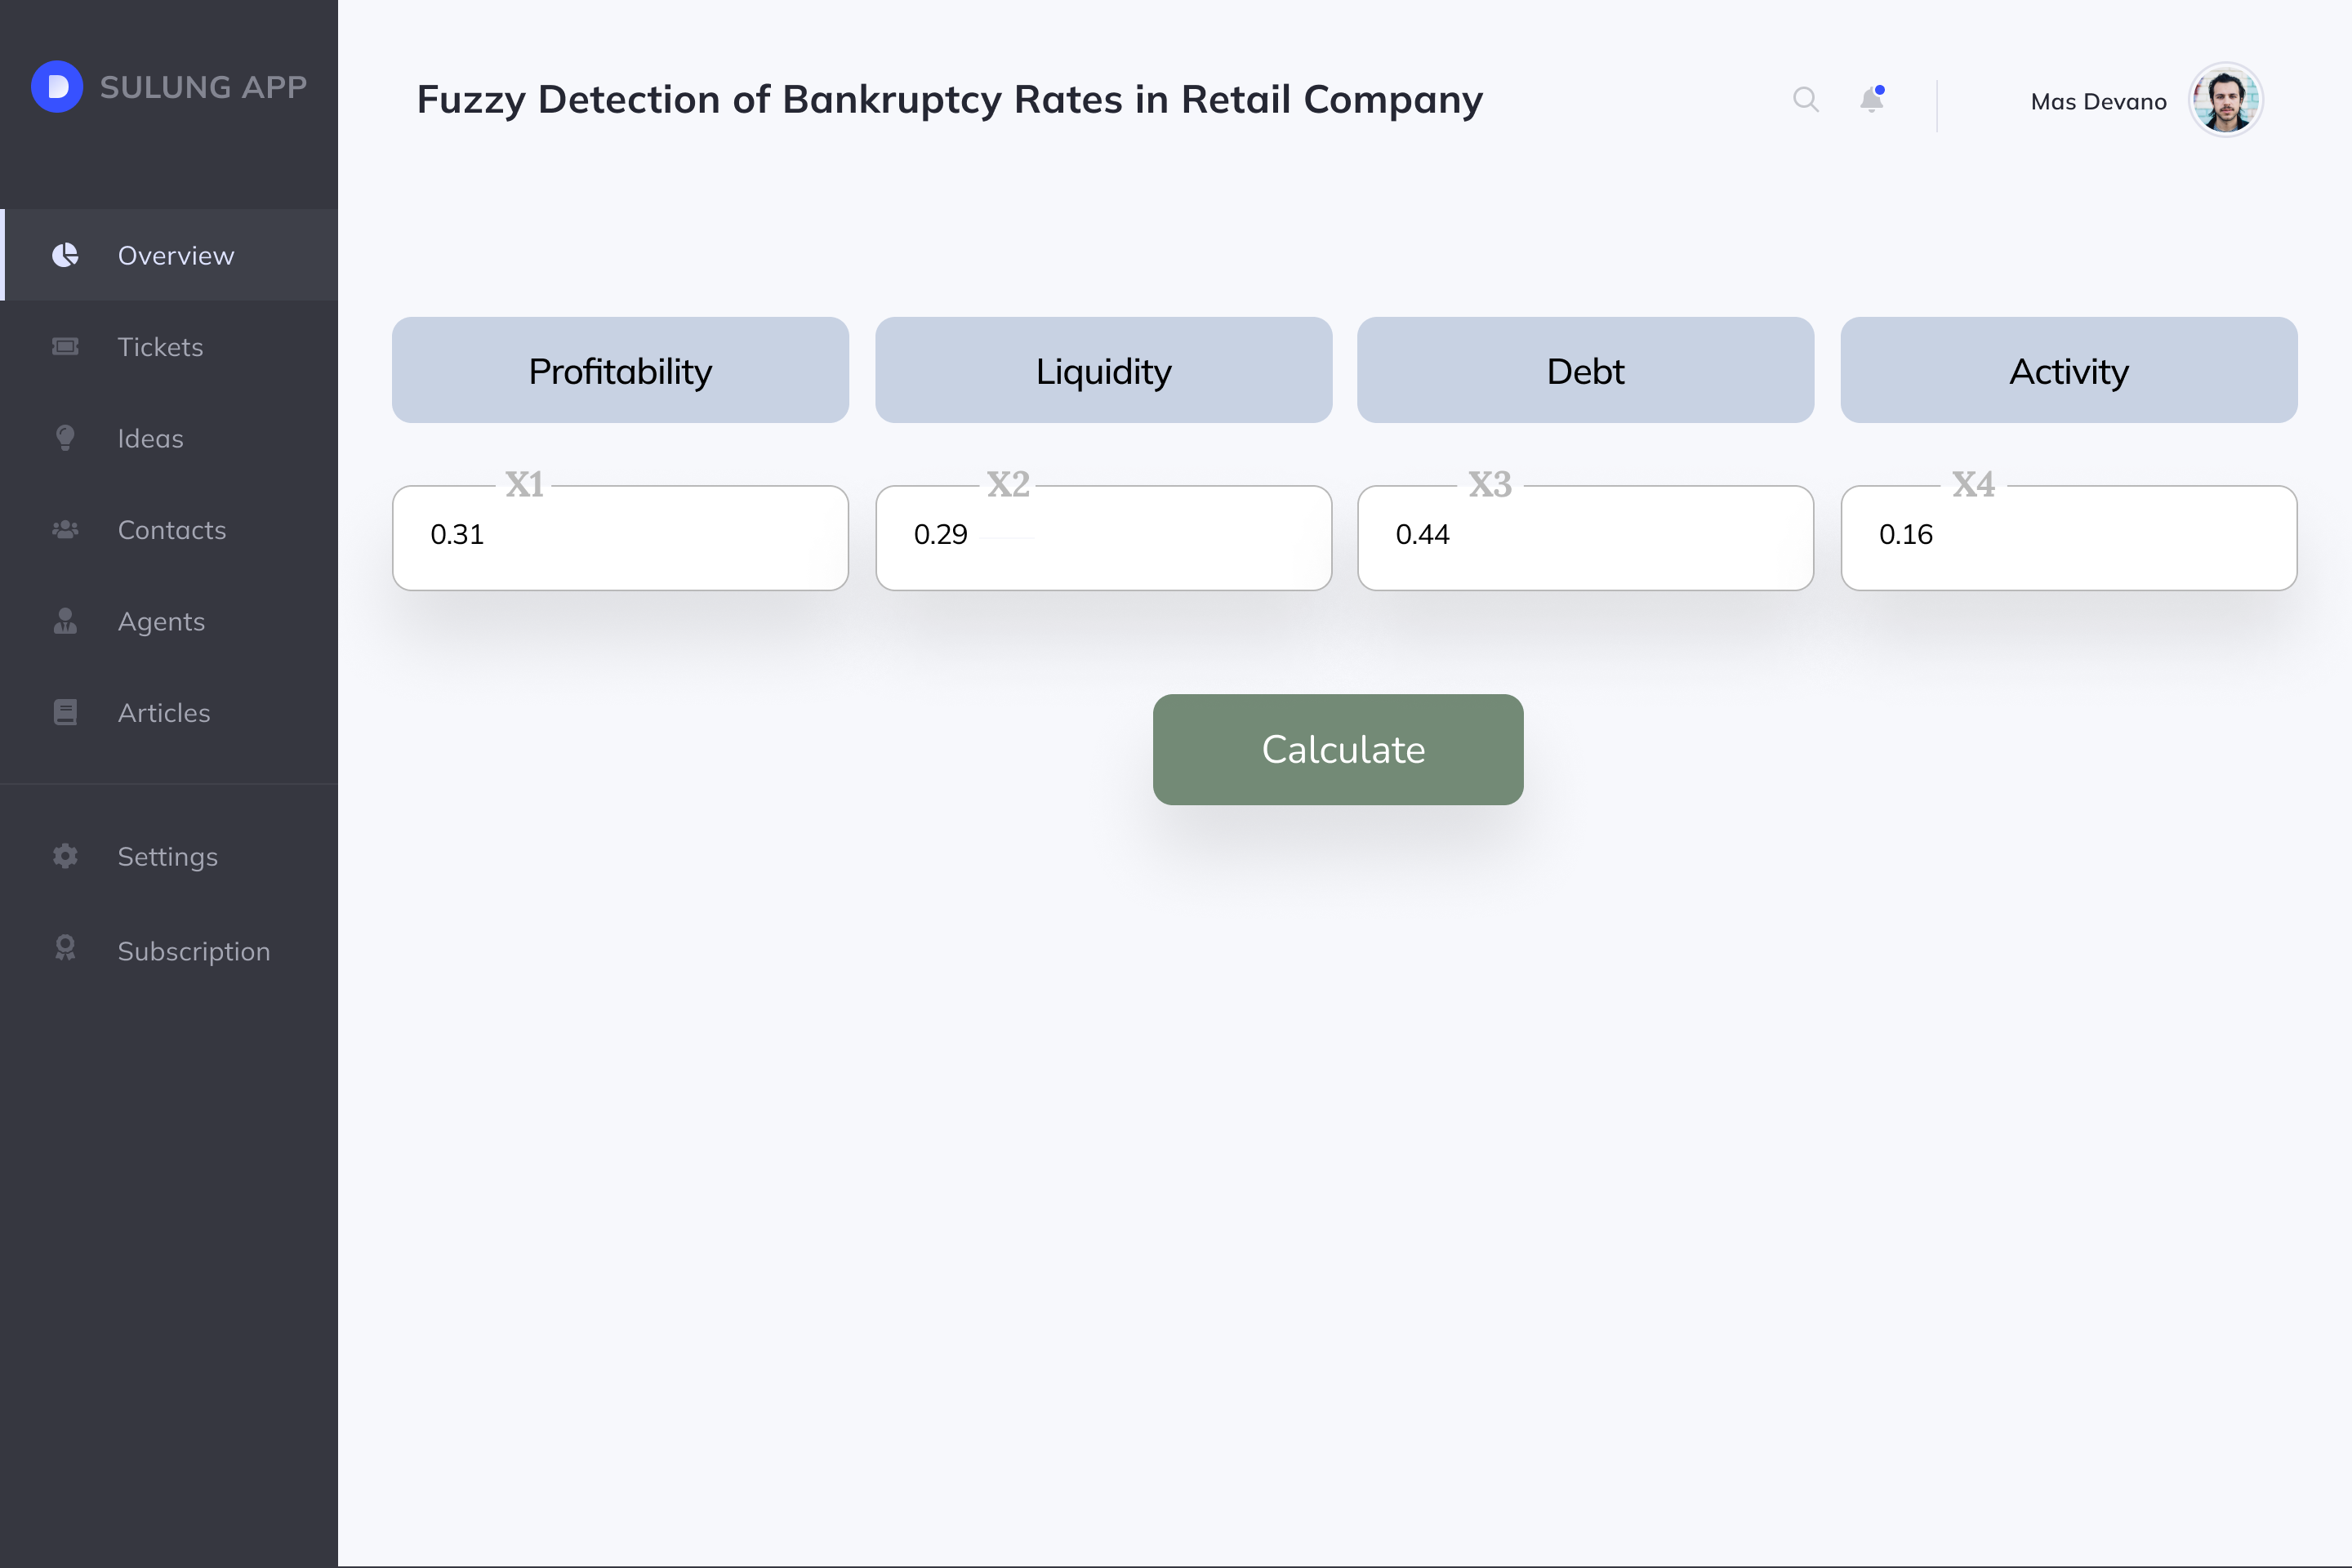 SULUNG APP
Fuzzy Detection of Bankruptcy Rates in Retail Company
Mas Devano
Overview
Tickets
Ideas
Contacts
Agents
Articles
Settings
Subscription
Profitability
Liquidity
Debt
Activity
X1
X2
X3
X4
0.31
0.29
0.44
0.16
Calculate